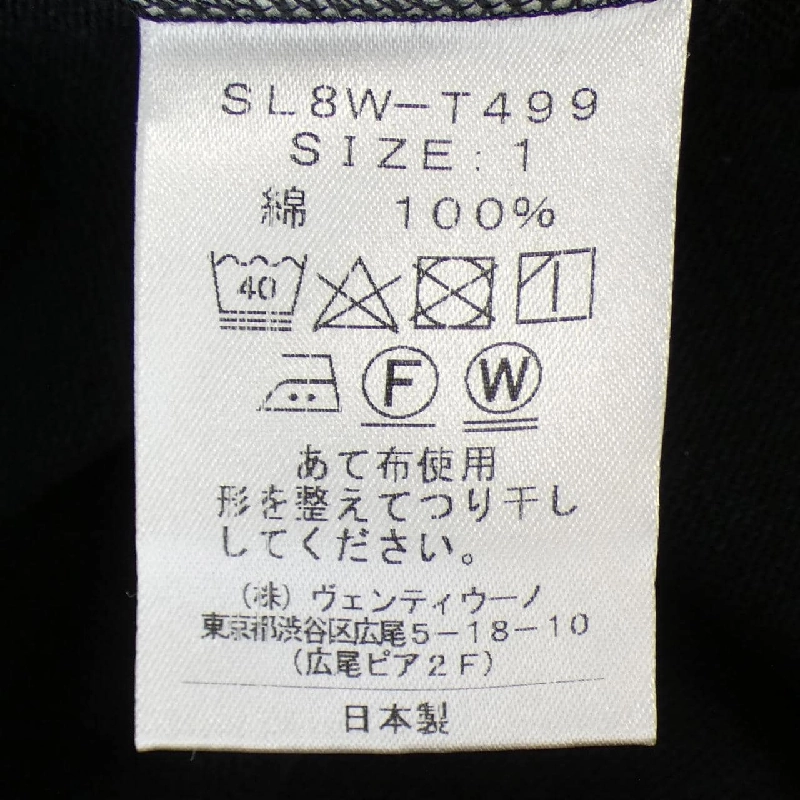 SL8W-T499
SIZE:1
綿 100%
40
F W
あて布使用
形を整えてつり干し
してください。
(株)ヴェンティウーノ
東京都渋谷区広尾5-18-10
(広尾ピア2F)
日本製